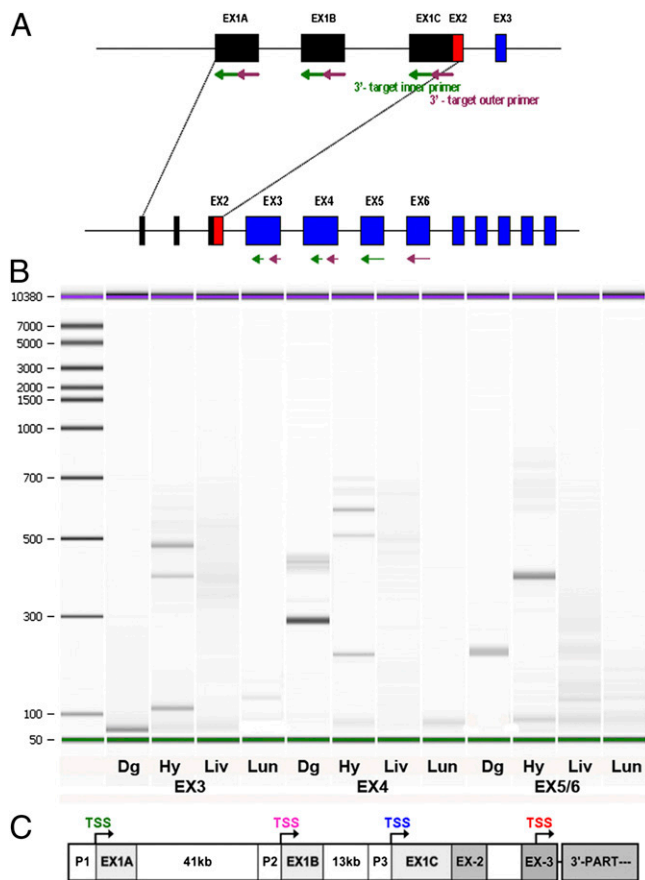 A
EX1A EX1B EX1C EX2 EX3
3'- target inner primer
3'- target outer primer
EX2 EX3 EX4 EX5 EX6
B
10380
7000
5000
3000
2000
1500
1000
700
500
300
100
50
Dg Hy Liv Lun Dg Hy Liv Lun Dg Hy Liv Lun
EX3 EX4 EX5/6
C
TSS TSS TSS TSS
P1 EX1A 41kb P2 EX1B 13kb P3 EX1C EX-2 EX-3 3'-PART---